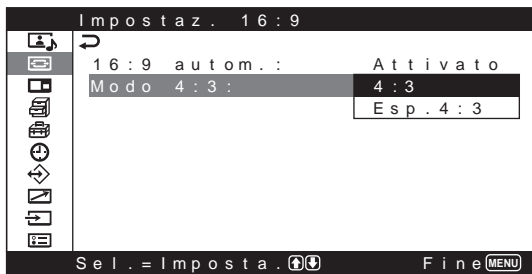 Impostaz. 16:9
16:9 autom.: Attivato
Modo 4:3: 4:3
Esp.4:3
Sel.=Imposta. Fine MENU